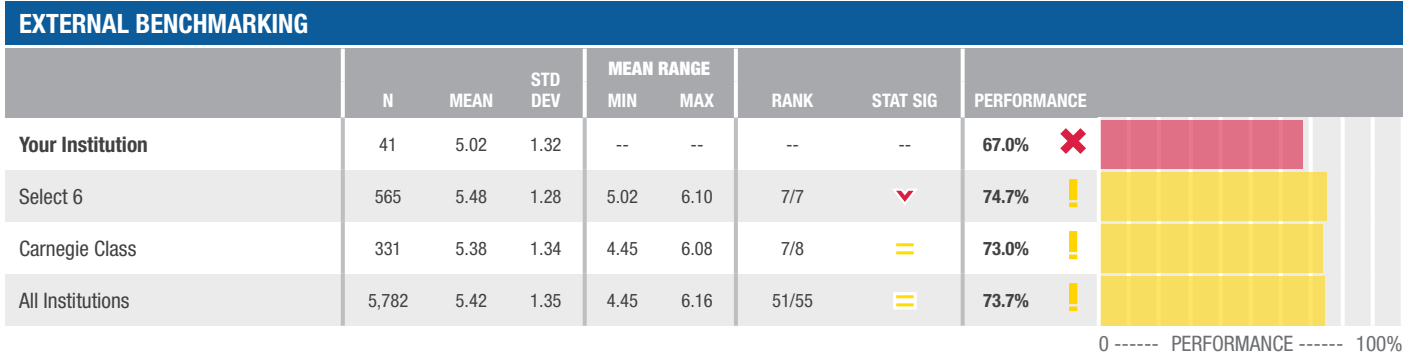 EXTERNAL BENCHMARKING
N MEAN STD DEV MEAN RANGE MIN MAX RANK STAT SIG PERFORMANCE
Your Institution 41 5.02 1.32 -- -- -- -- 67.0%
Select 6 565 5.48 1.28 5.02 6.10 7/7 74.7%
Carnegie Class 331 5.38 1.34 4.45 6.08 7/8 = 73.0%
All Institutions 5,782 5.42 1.35 4.45 6.16 51/55 = 73.7%
0 ------ PERFORMANCE ------ 100%